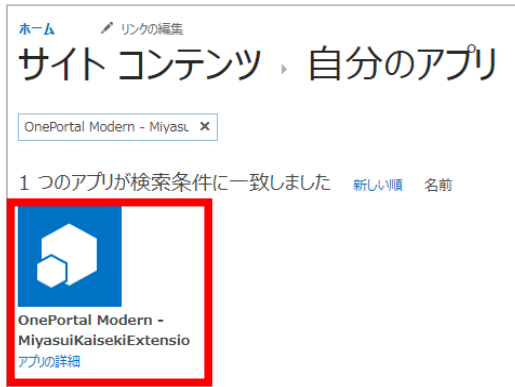 ホーム リンクの編集
サイト コンテンツ › 自分のアプリ
OnePortal Modern - Miyasu ×
1 つのアプリが検索条件に一致しました 新しい順 名前
OnePortal Modern -
MiyasuiKaisekiExtensio
アプリの詳細